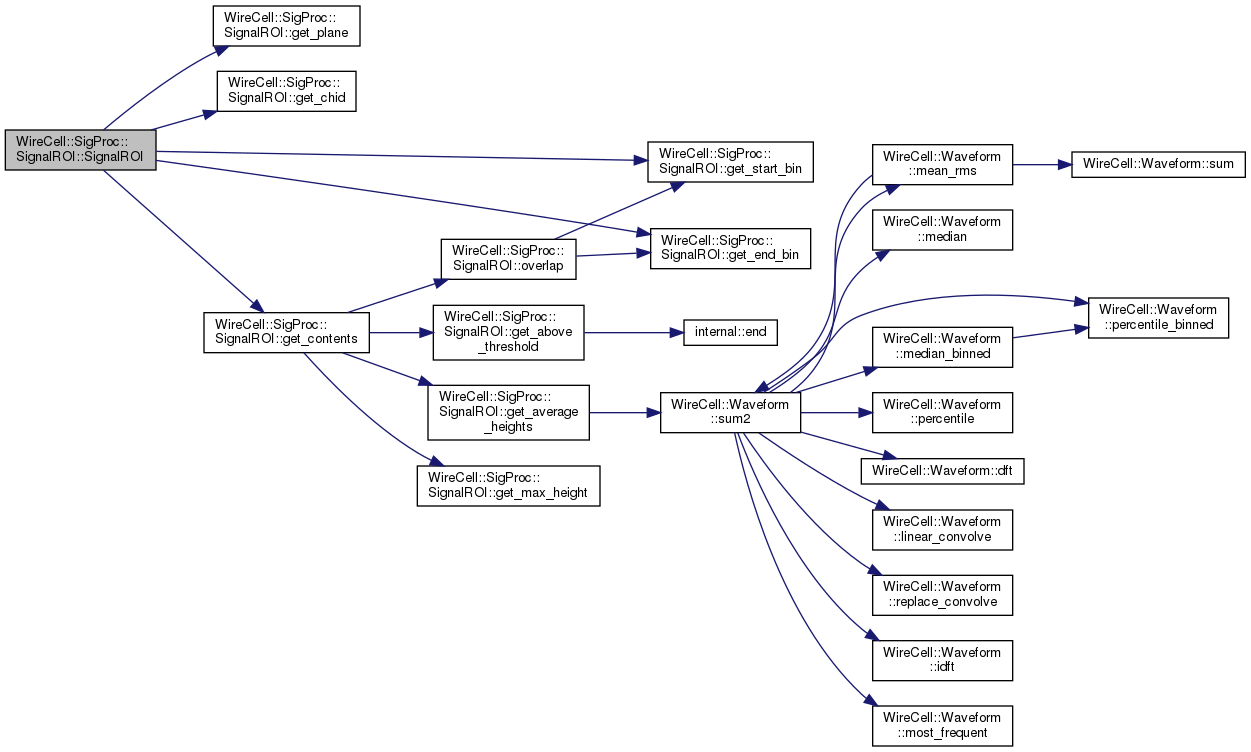 WireCell::SigProc::
SignalROI::get_plane
WireCell::SigProc::
SignalROI::get_chid
WireCell::SigProc::
SignalROI::SignalROI
WireCell::SigProc::
SignalROI::get_start_bin
WireCell::SigProc::
SignalROI::get_end_bin
WireCell::SigProc::
SignalROI::overlap
WireCell::SigProc::
SignalROI::get_contents
WireCell::SigProc::
SignalROI::get_above
_threshold
internal::end
WireCell::SigProc::
SignalROI::get_average
_heights
WireCell::SigProc::
SignalROI::get_max_height
WireCell::Waveform
::sum2
WireCell::Waveform
::mean_rms
WireCell::Waveform::sum
WireCell::Waveform
::median
WireCell::Waveform
::percentile_binned
WireCell::Waveform
::median_binned
WireCell::Waveform
::percentile
WireCell::Waveform::dft
WireCell::Waveform
::linear_convolve
WireCell::Waveform
::replace_convolve
WireCell::Waveform
::idft
WireCell::Waveform
::most_frequent